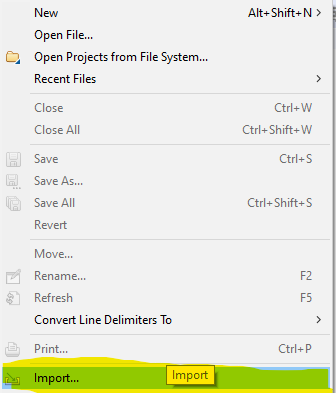 New Alt+Shift+N >
Open File...
Open Projects from File System...
Recent Files >
Close Ctrl+W
Close All Ctrl+Shift+W
Save Ctrl+S
Save As...
Save All Ctrl+Shift+S
Revert
Move...
Rename... F2
Refresh F5
Convert Line Delimiters To >
Print... Ctrl+P
Import... Import